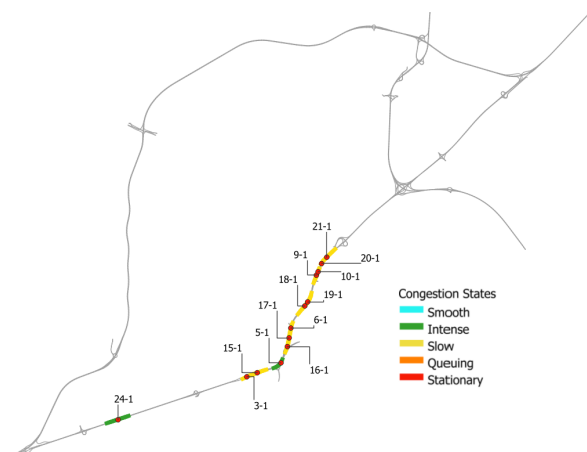 21-1
9-1
20-1
10-1
18-1
19-1
17-1
6-1
5-1
15-1
16-1
3-1
24-1
Congestion States
Smooth
Intense
Slow
Queuing
Stationary